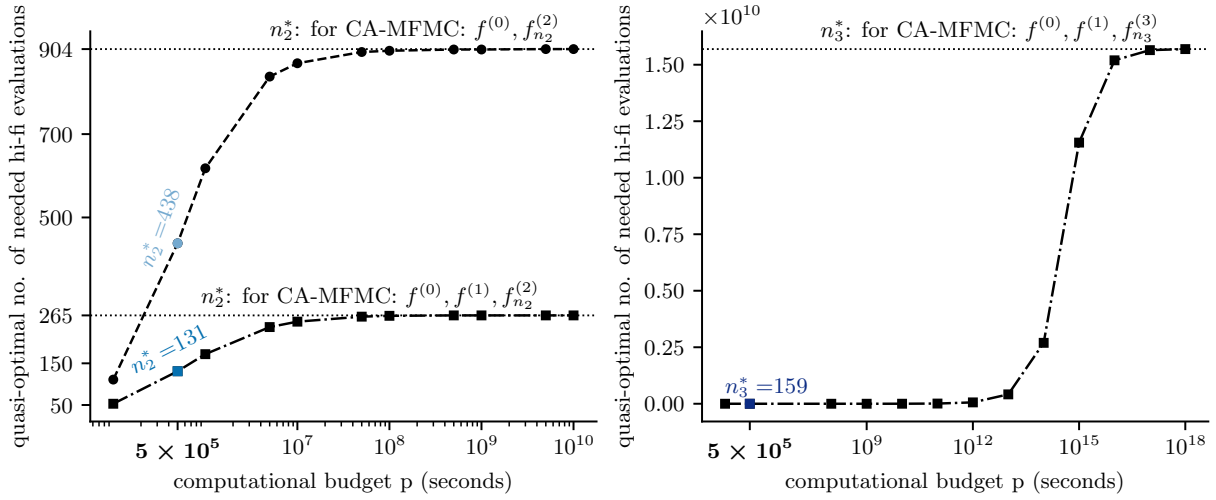 n₂*: for CA-MFMC: f⁽⁰⁾, f_{n₂}⁽²⁾
904
700
500
265
150
50
quasi-optimal no. of needed hi-fi evaluations
n₂* =438
n₂*: for CA-MFMC: f⁽⁰⁾, f⁽¹⁾, f_{n₂}⁽²⁾
n₂* =131
5 × 10⁵
10⁷
10⁸
10⁹
10¹⁰
computational budget p (seconds)
×10¹⁰
n₃*: for CA-MFMC: f⁽⁰⁾, f⁽¹⁾, f_{n₃}⁽³⁾
1.50
1.25
1.00
0.75
0.50
0.25
0.00
quasi-optimal no. of needed hi-fi evaluations
n₃* =159
5 × 10⁵
10⁹
10¹²
10¹⁵
10¹⁸
computational budget p (seconds)